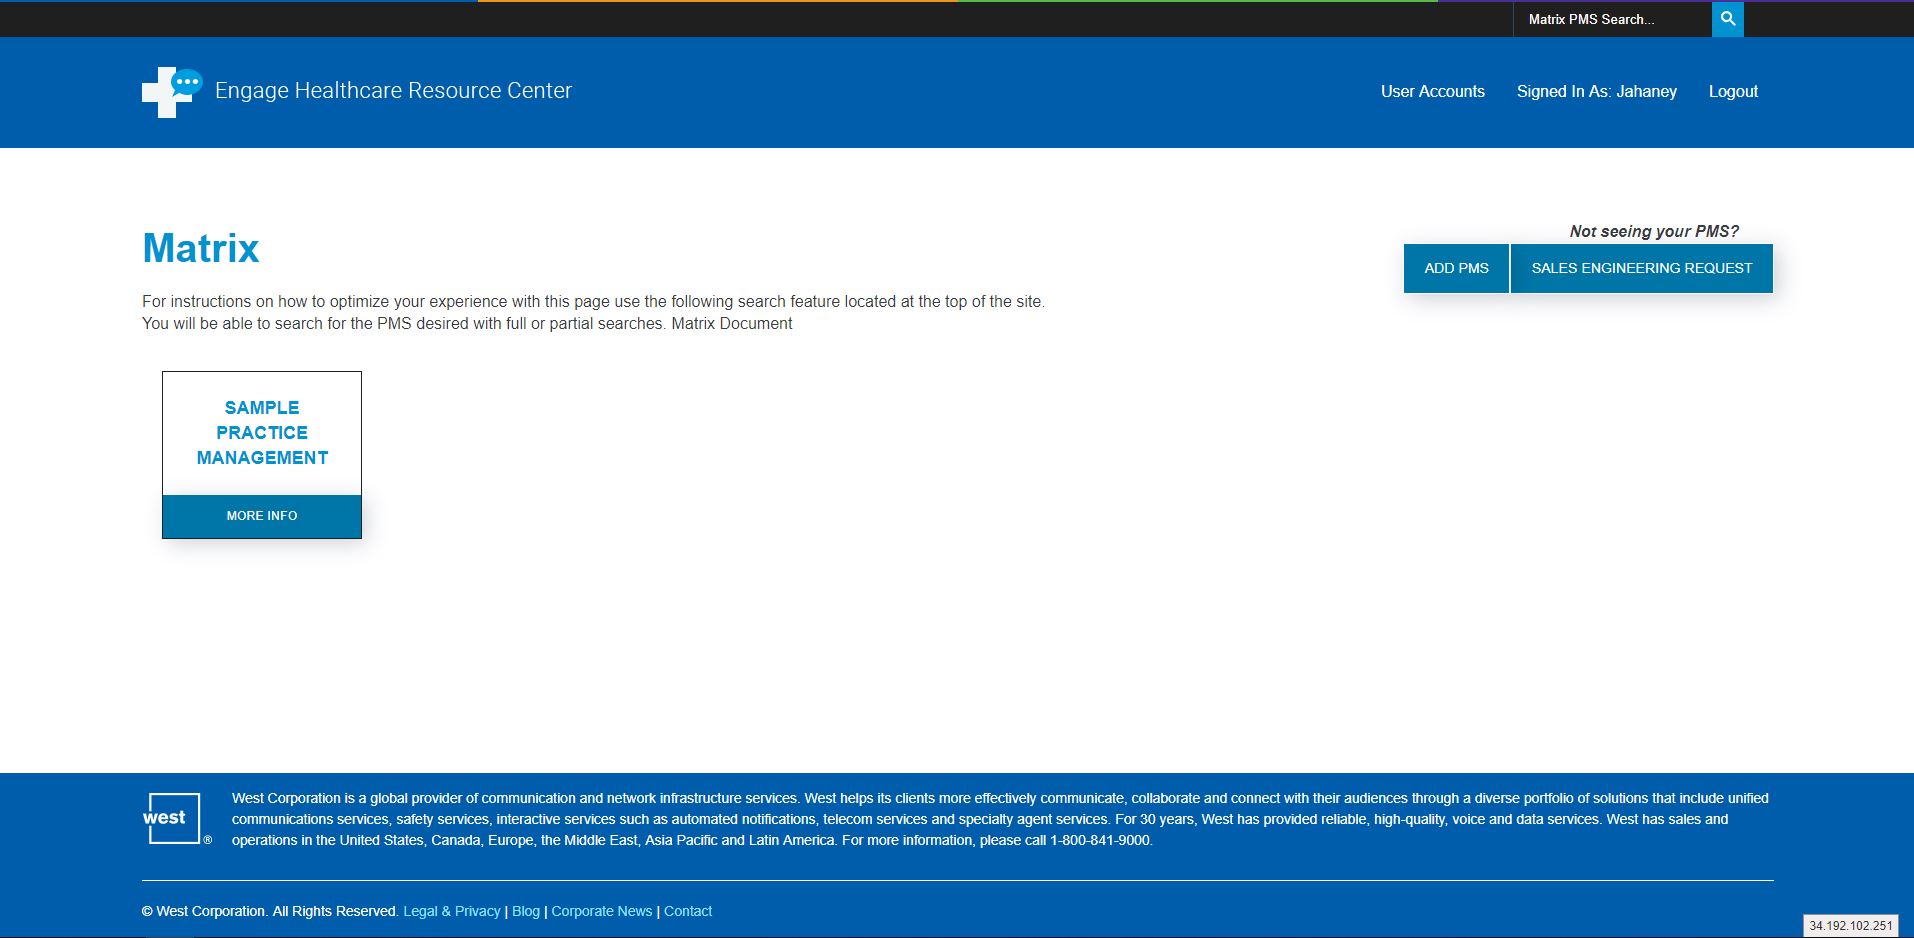 Matrix PMS Search...
Engage Healthcare Resource Center
User Accounts
Signed In As: Jahaney
Logout
Matrix
Not seeing your PMS?
ADD PMS
SALES ENGINEERING REQUEST
For instructions on how to optimize your experience with this page use the following search feature located at the top of the site.
You will be able to search for the PMS desired with full or partial searches. Matrix Document
SAMPLE
PRACTICE
MANAGEMENT
MORE INFO
west
®
West Corporation is a global provider of communication and network infrastructure services. West helps its clients more effectively communicate, collaborate and connect with their audiences through a diverse portfolio of solutions that include unified
communications services, safety services, interactive services such as automated notifications, telecom services and specialty agent services. For 30 years, West has provided reliable, high-quality, voice and data services. West has sales and
operations in the United States, Canada, Europe, the Middle East, Asia Pacific and Latin America. For more information, please call 1-800-841-9000.
© West Corporation. All Rights Reserved. Legal & Privacy | Blog | Corporate News | Contact
34.192.102.251